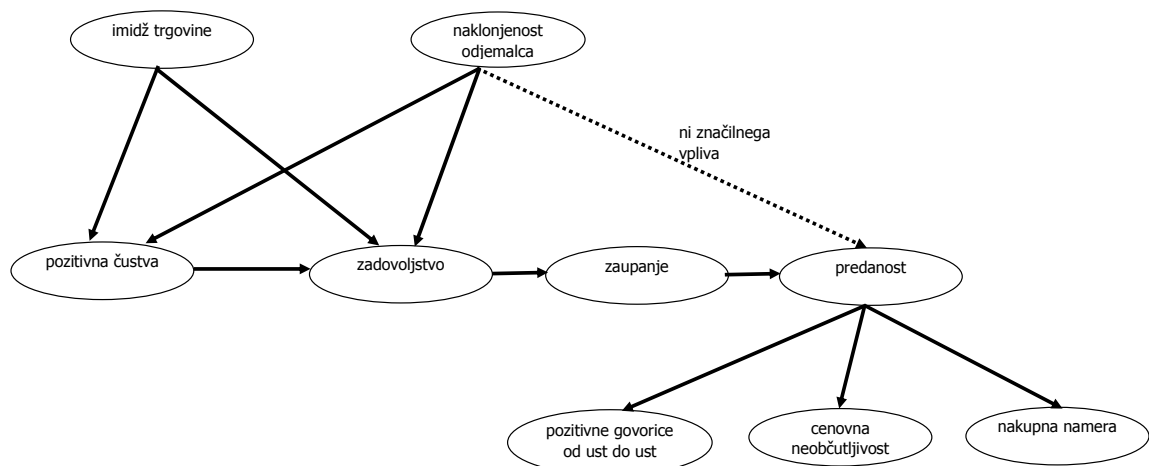 imidž trgovine
naklonjenost
odjemalca
ni značilnega
vpliva
pozitivna čustva
zadovoljstvo
zaupanje
predanost
pozitivne govorice
od ust do ust
cenovna
neobčutljivost
nakupna namera